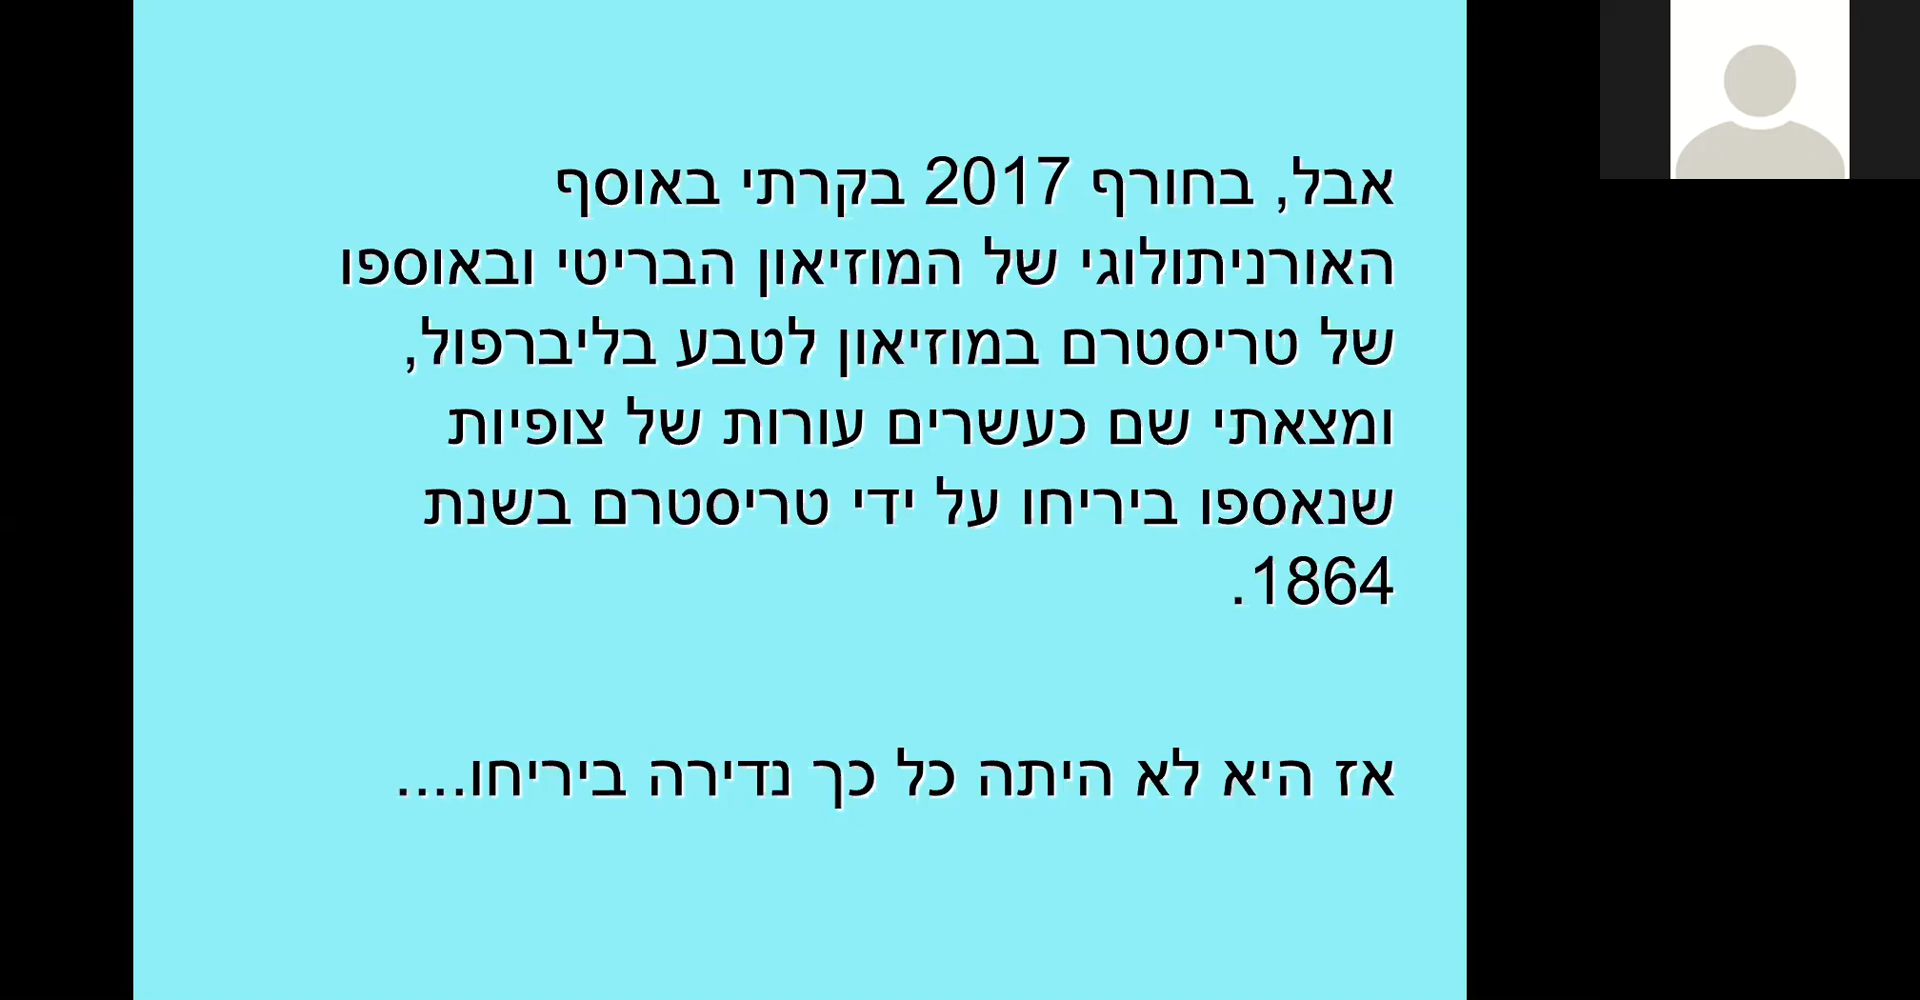 אבל, בחורף 2017 בקרתי באוסף
האורניתולוגי של המוזיאון הבריטי ובאוספו
של טריסטרם במוזיאון לטבע בליברפול,
ומצאתי שם כעשרים עורות של צופיות
שנאספו ביריחו על ידי טריסטרם בשנת
1864.
אז היא לא היתה כל כך נדירה ביריחו....